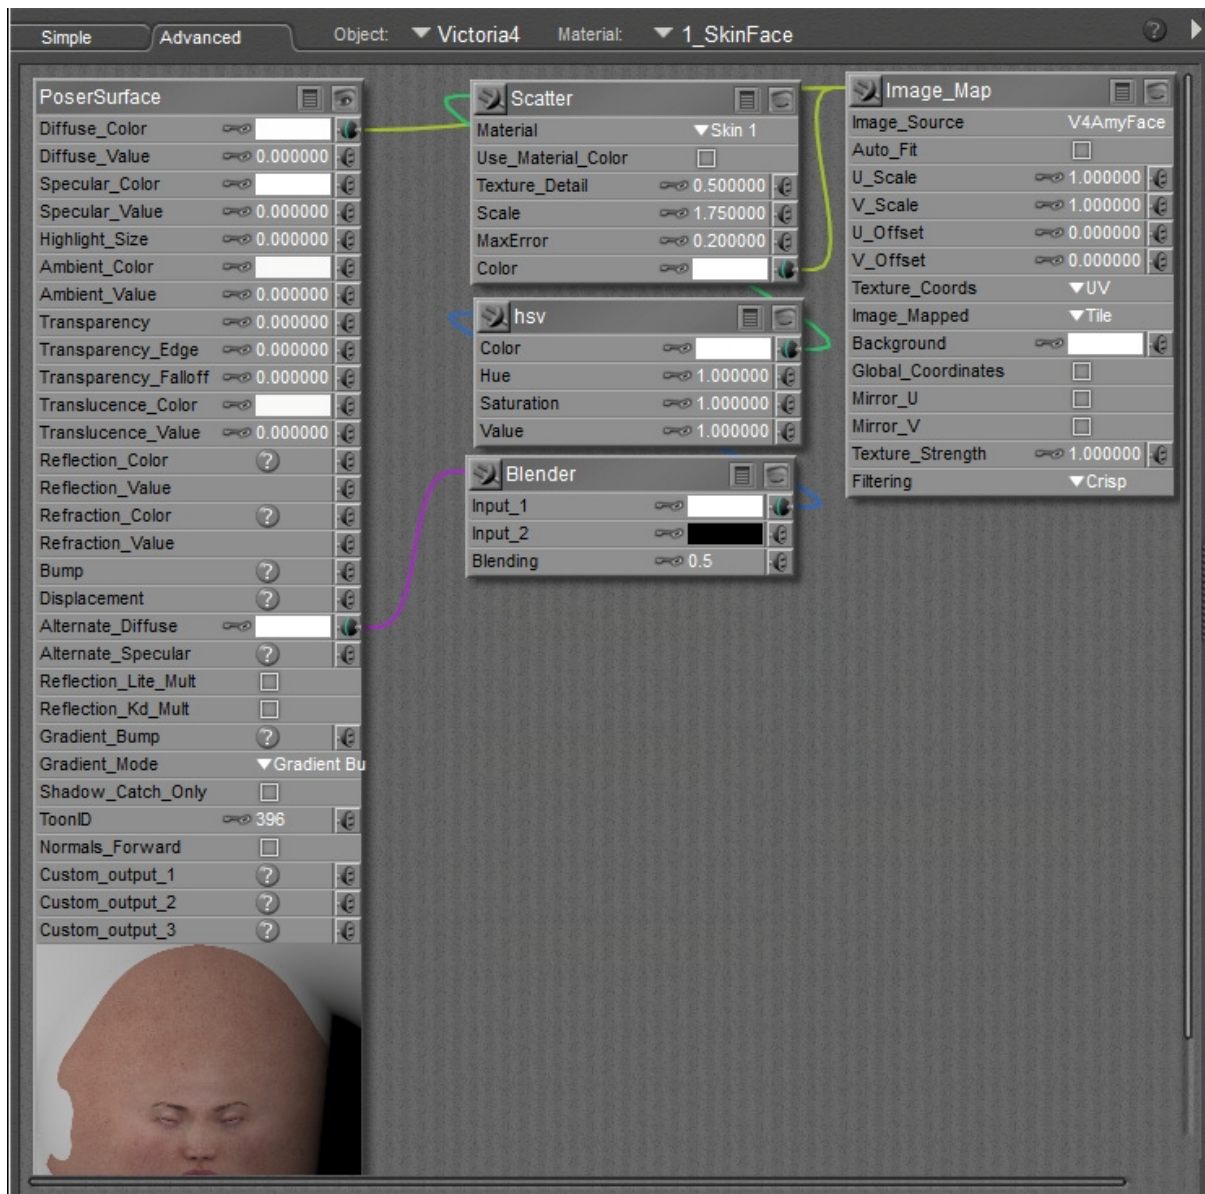 Simple Advanced Object: Victoria4 Material: 1_SkinFace ?
PoserSurface
Diffuse_Color
Diffuse_Value 0.000000
Specular_Color
Specular_Value 0.000000
Highlight_Size 0.000000
Ambient_Color
Ambient_Value 0.000000
Transparency 0.000000
Transparency_Edge 0.000000
Transparency_Falloff 0.000000
Translucence_Color
Translucence_Value 0.000000
Reflection_Color ?
Reflection_Value
Refraction_Color ?
Refraction_Value
Bump ?
Displacement ?
Alternate_Diffuse
Alternate_Specular ?
Reflection_Lite_Mult
Reflection_Kd_Mult
Gradient_Bump ?
Gradient_Mode Gradient Bu
Shadow_Catch_Only
ToonID 396
Normals_Forward
Custom_output_1 ?
Custom_output_2 ?
Custom_output_3 ?
Scatter
Material Skin 1
Use_Material_Color
Texture_Detail 0.500000
Scale 1.750000
MaxError 0.200000
Color
hsv
Color
Hue 1.000000
Saturation 1.000000
Value 1.000000
Blender
Input_1
Input_2
Blending 0.5
Image_Map
Image_Source V4AmyFace
Auto_Fit
U_Scale 1.000000
V_Scale 1.000000
U_Offset 0.000000
V_Offset 0.000000
Texture_Coords UV
Image_Mapped Tile
Background
Global_Coordinates
Mirror_U
Mirror_V
Texture_Strength 1.000000
Filtering Crisp